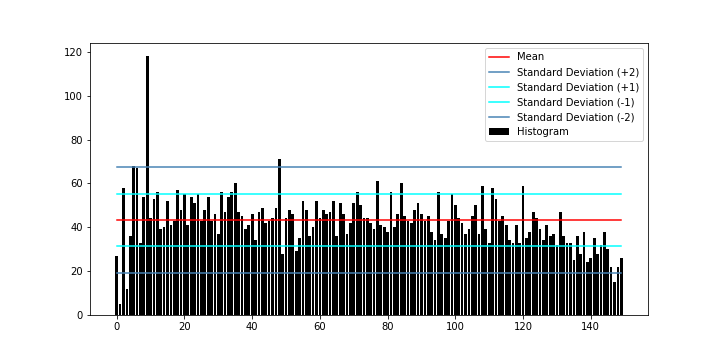 120
100
80
60
40
20
0
0 20 40 60 80 100 120 140
Mean
Standard Deviation (+2)
Standard Deviation (+1)
Standard Deviation (-1)
Standard Deviation (-2)
Histogram